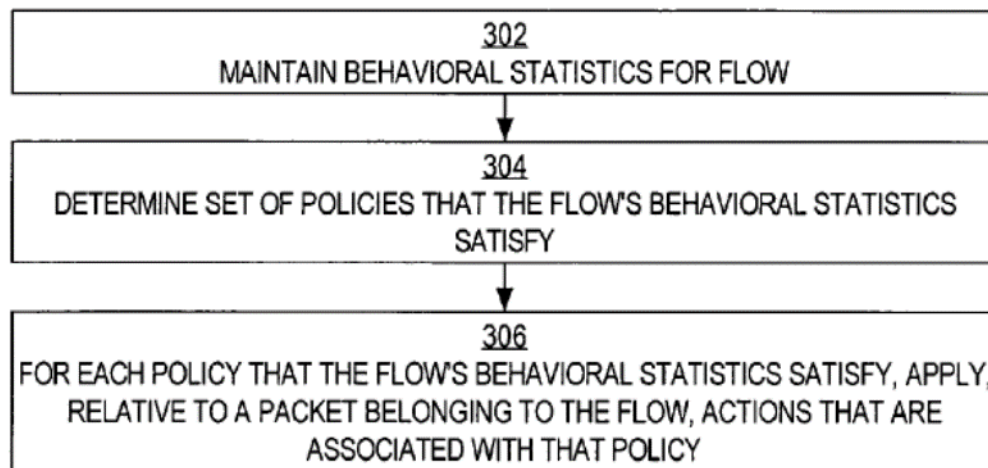 302
MAINTAIN BEHAVIORAL STATISTICS FOR FLOW
304
DETERMINE SET OF POLICIES THAT THE FLOW'S BEHAVIORAL STATISTICS
SATISFY
306
FOR EACH POLICY THAT THE FLOW'S BEHAVIORAL STATISTICS SATISFY, APPLY,
RELATIVE TO A PACKET BELONGING TO THE FLOW, ACTIONS THAT ARE
ASSOCIATED WITH THAT POLICY